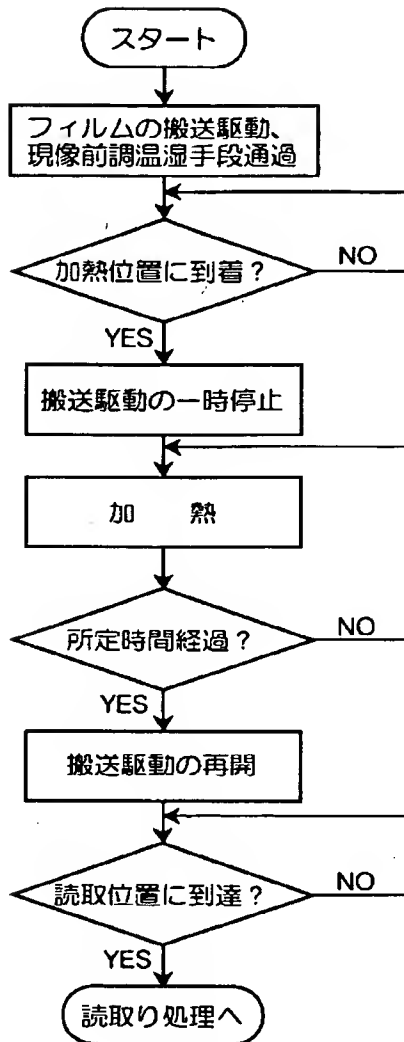 スタート
フィルムの搬送駆動、
現像前調温湿手段通過
加熱位置に到着？
NO
YES
搬送駆動の一時停止
加　　熱
所定時間経過？
NO
YES
搬送駆動の再開
読取位置に到達？
NO
YES
読取り処理へ